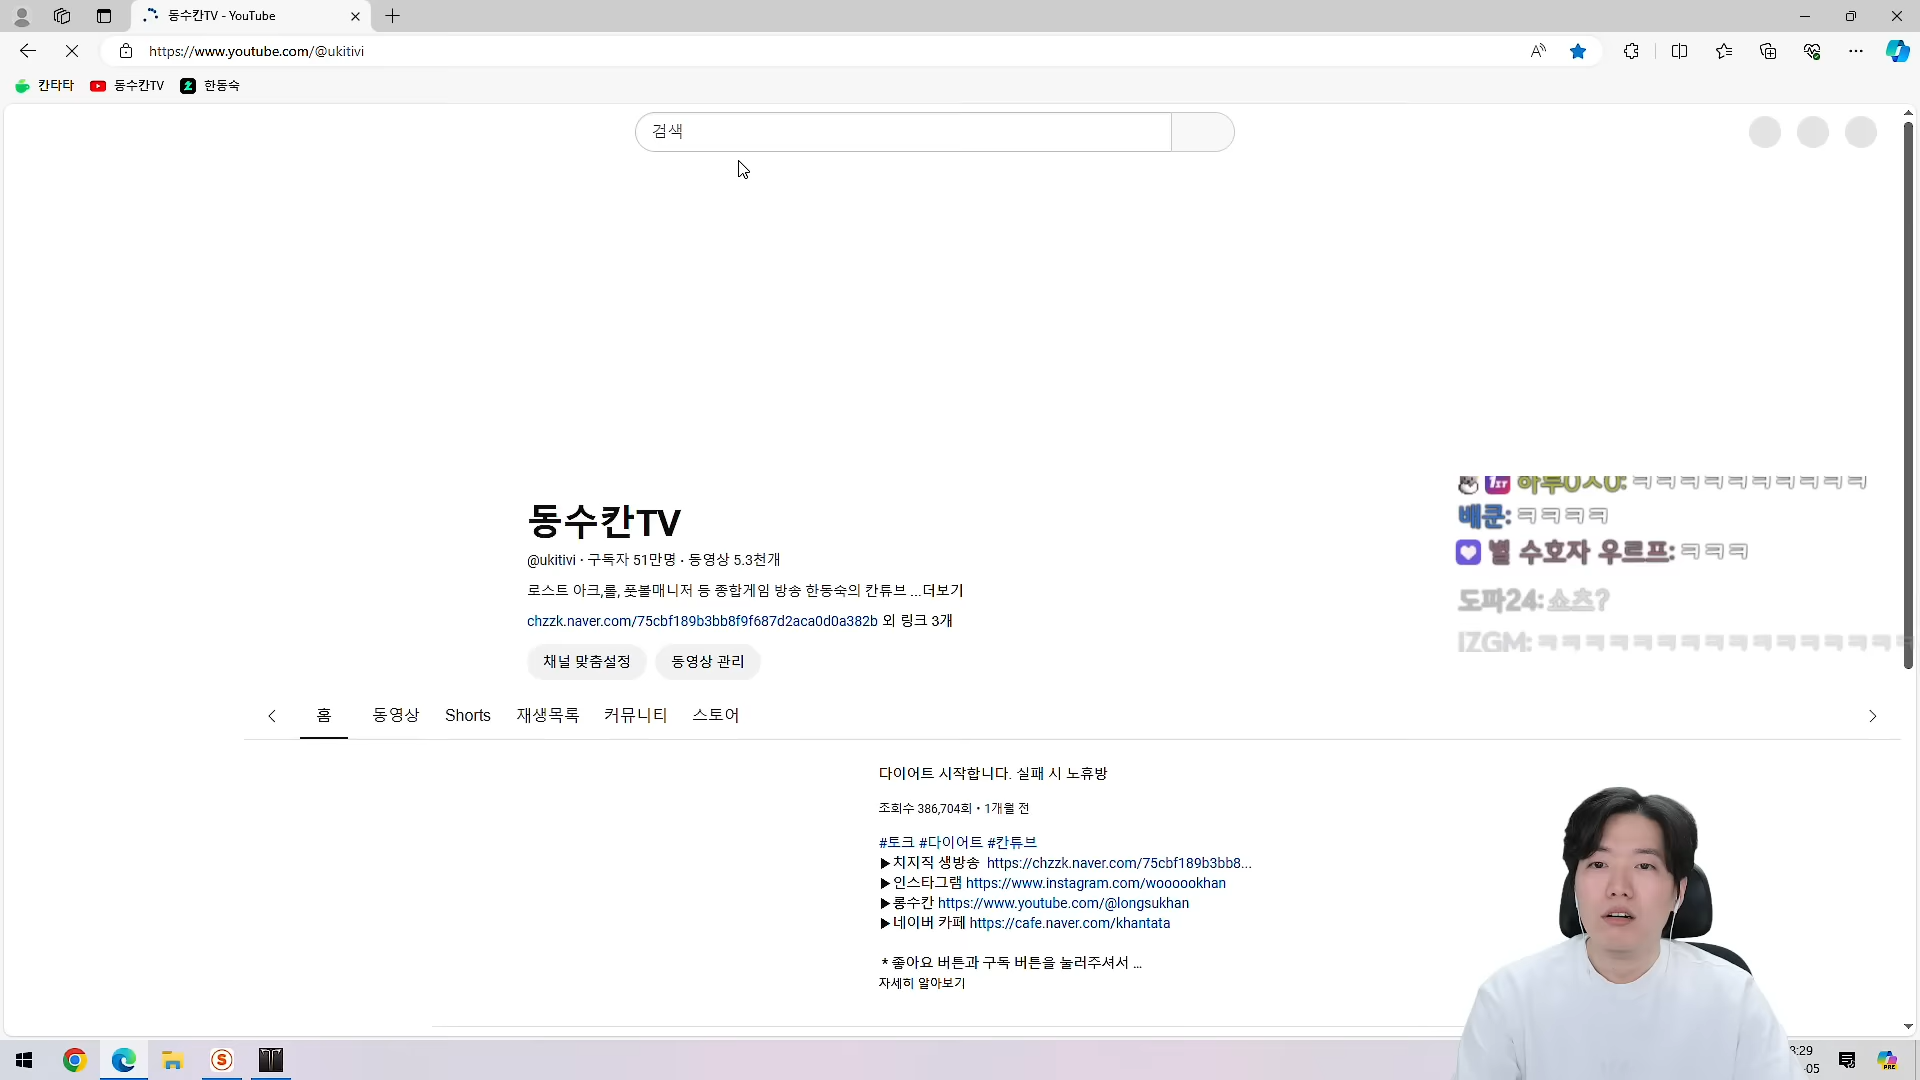 동수칸TV - YouTube
https://www.youtube.com/@ukitivi
칸타타
동수칸TV
한동숙
검색
동수칸TV
@ukitivi · 구독자 51만명 · 동영상 5.3천개
로스트 아크,롤, 풋볼매니저 등 종합게임 방송 한동숙의 칸튜브 ...더보기
chzzk.naver.com/75cbf189b3bb8f9f687d2aca0d0a382b 외 링크 3개
채널 맞춤설정
동영상 관리
홈
동영상
Shorts
재생목록
커뮤니티
스토어
다이어트 시작합니다. 실패 시 노휴방
조회수 386,704회 • 1개월 전
#토크 #다이어트 #칸튜브
▶치지직 생방송 https://chzzk.naver.com/75cbf189b3bb8...
▶인스타그램 https://www.instagram.com/woooookhan
▶롱수칸 https://www.youtube.com/@longsukhan
▶네이버 카페 https://cafe.naver.com/khantata
* 좋아요 버튼과 구독 버튼을 눌러주셔서 ...
자세히 알아보기
ㅋㅋㅋㅋㅋㅋㅋㅋㅋㅋ
배쿤: ㅋㅋㅋㅋ
별 수호자 우르프: ㅋㅋㅋ
도파24: 쇼츠?
IZGM: ㅋㅋㅋㅋㅋㅋㅋㅋㅋㅋㅋㅋㅋㅋㅋㅋ
:29
-05